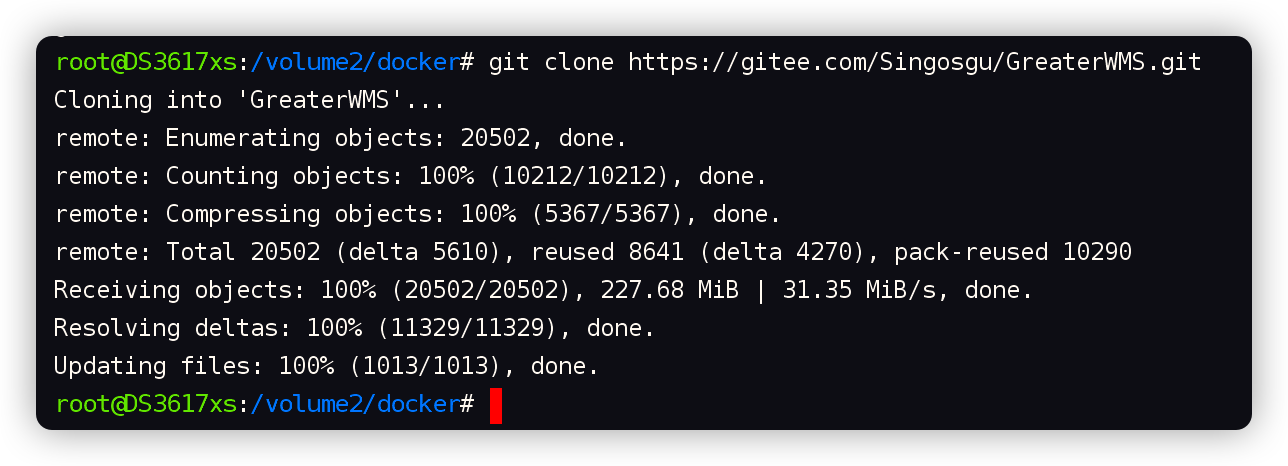 root@DS3617xs:/volume2/docker# git clone https://gitee.com/Singosgu/GreaterWMS.git
Cloning into 'GreaterWMS'...
remote: Enumerating objects: 20502, done.
remote: Counting objects: 100% (10212/10212), done.
remote: Compressing objects: 100% (5367/5367), done.
remote: Total 20502 (delta 5610), reused 8641 (delta 4270), pack-reused 10290
Receiving objects: 100% (20502/20502), 227.68 MiB | 31.35 MiB/s, done.
Resolving deltas: 100% (11329/11329), done.
Updating files: 100% (1013/1013), done.
root@DS3617xs:/volume2/docker#